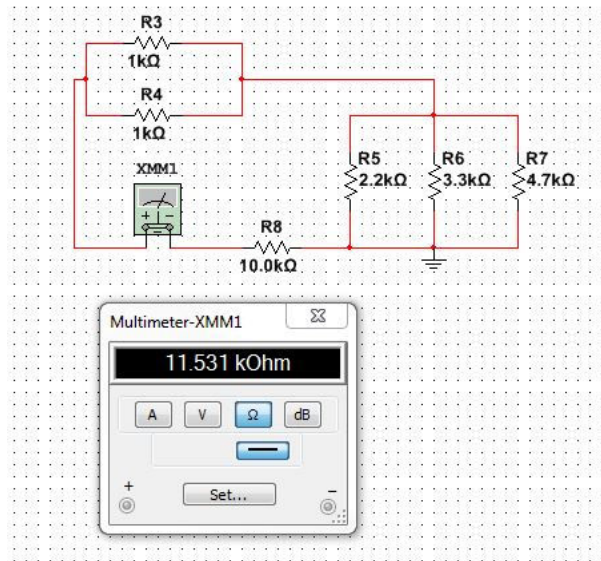 R3
1kΩ
R4
1kΩ
XMM1
R5
2.2kΩ
R6
3.3kΩ
R7
4.7kΩ
R8
10.0kΩ
Multimeter-XMM1
11.531 kOhm
A V Ω dB
+ Set... –